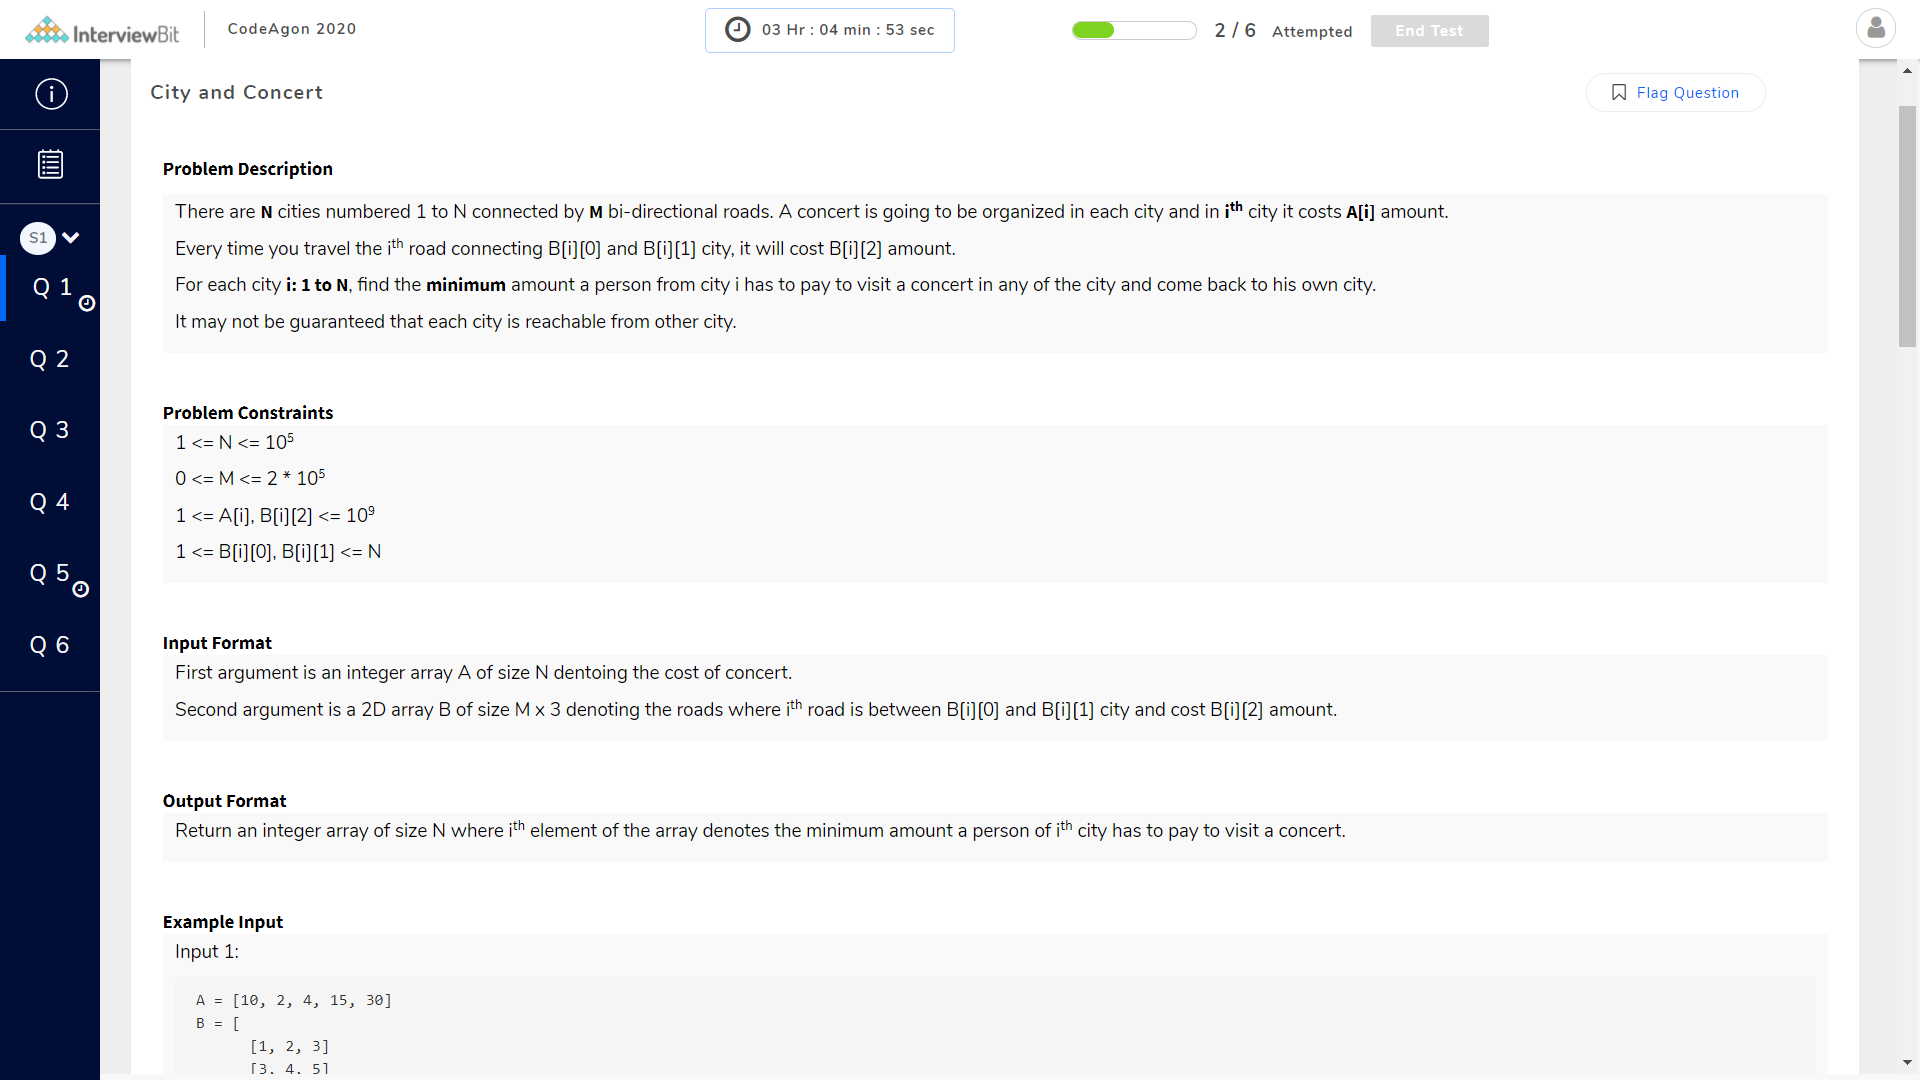 InterviewBit
CodeAgon 2020
03 Hr : 04 min : 53 sec
2 / 6 Attempted
End Test
City and Concert
Flag Question
S1
Q 1
Q 2
Q 3
Q 4
Q 5
Q 6
Problem Description
There are N cities numbered 1 to N connected by M bi-directional roads. A concert is going to be organized in each city and in ith city it costs A[i] amount.
Every time you travel the ith road connecting B[i][0] and B[i][1] city, it will cost B[i][2] amount.
For each city i: 1 to N, find the minimum amount a person from city i has to pay to visit a concert in any of the city and come back to his own city.
It may not be guaranteed that each city is reachable from other city.
Problem Constraints
1 <= N <= 10^5
0 <= M <= 2 * 10^5
1 <= A[i], B[i][2] <= 10^9
1 <= B[i][0], B[i][1] <= N
Input Format
First argument is an integer array A of size N dentoing the cost of concert.
Second argument is a 2D array B of size M x 3 denoting the roads where ith road is between B[i][0] and B[i][1] city and cost B[i][2] amount.
Output Format
Return an integer array of size N where ith element of the array denotes the minimum amount a person of ith city has to pay to visit a concert.
Example Input
Input 1:
A = [10, 2, 4, 15, 30]
B = [
[1, 2, 3]
[3, 4, 5]